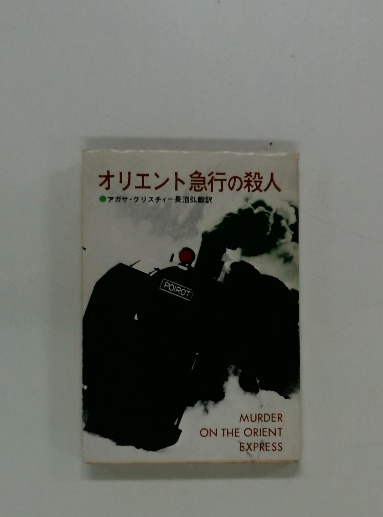 オリエント急行の殺人
●アガサ・クリスチィー 長沼弘毅訳
POIROT
MURDER
ON THE ORIENT
EXPRESS